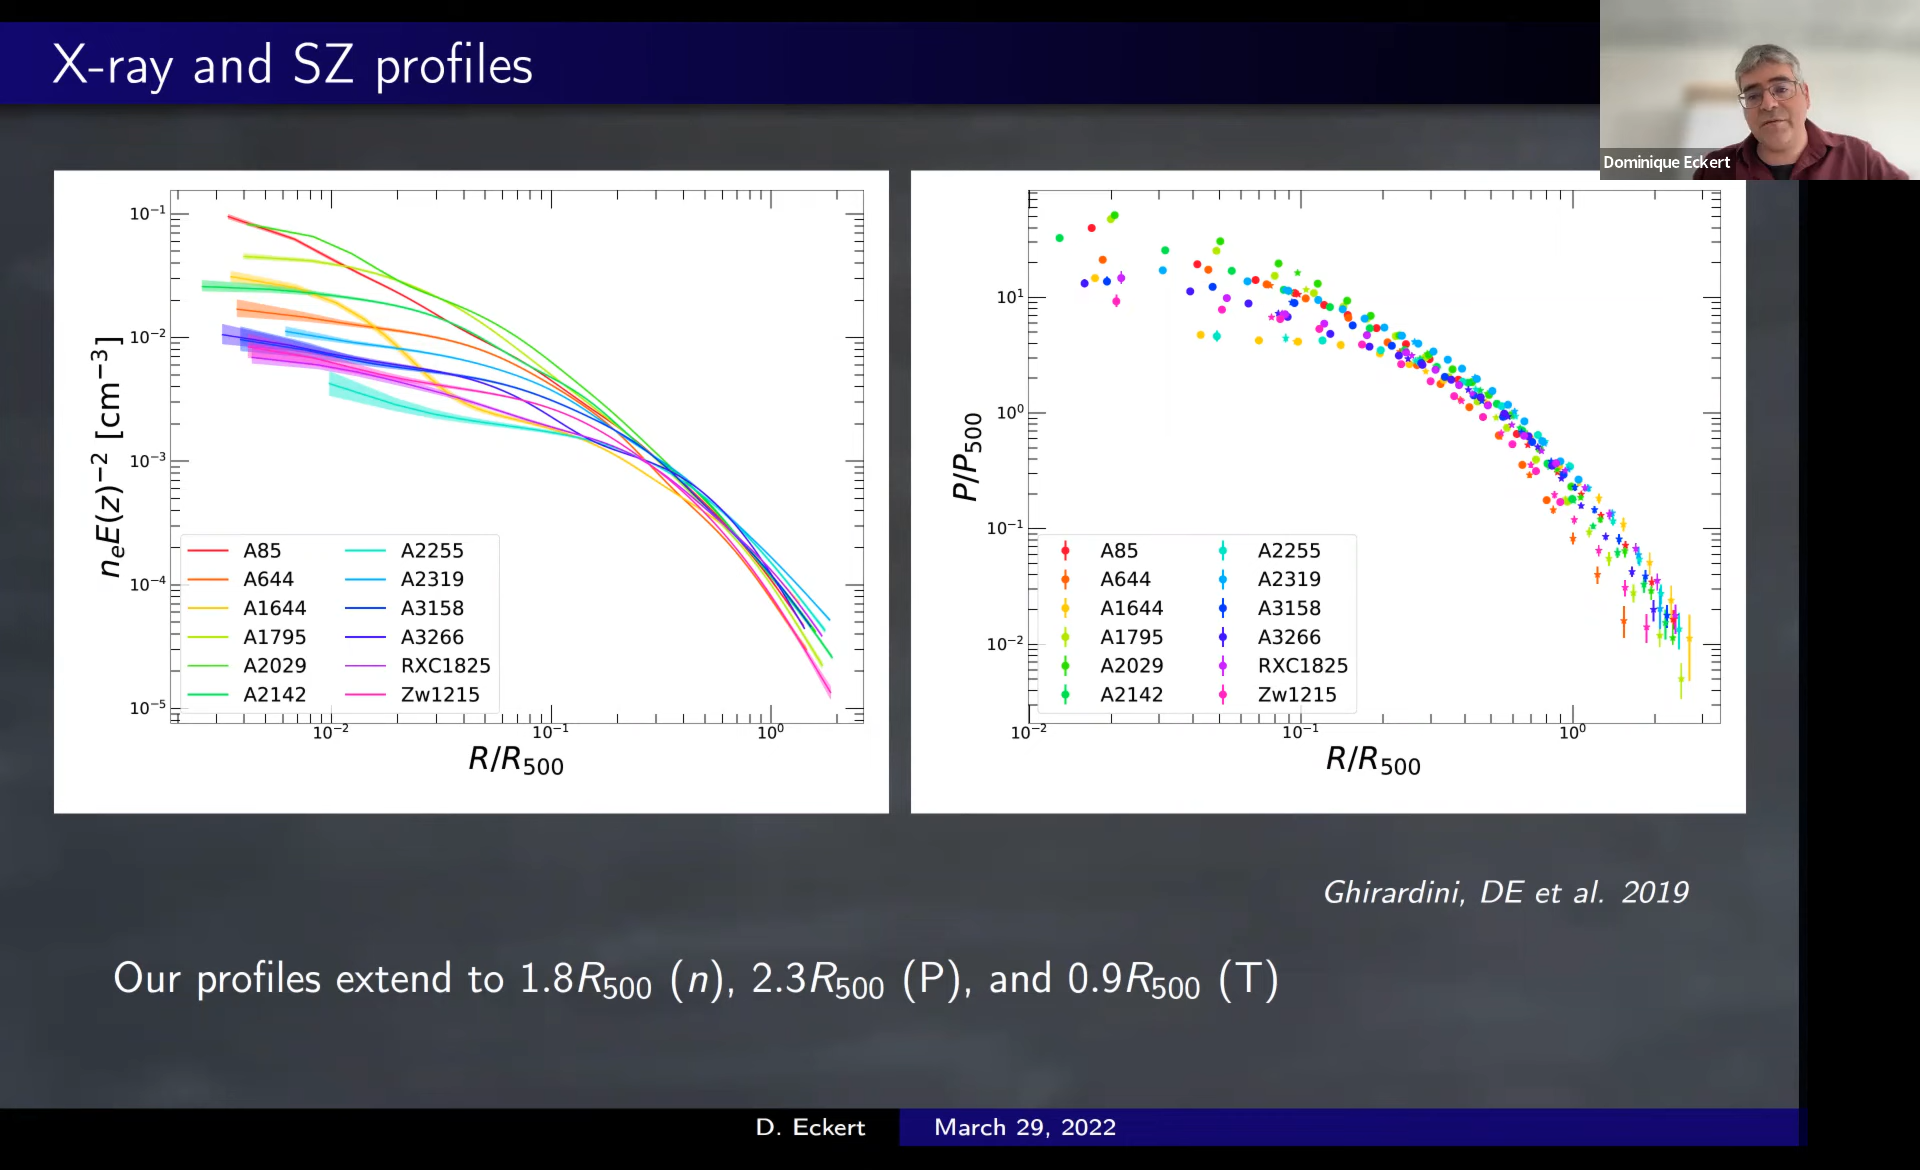 X-ray and SZ profiles
Dominique Eckert
10⁻¹
10⁻²
10⁻³
10⁻⁴
10⁻⁵
nₑE(z)⁻² [cm⁻³]
A85
A644
A1644
A1795
A2029
A2142
A2255
A2319
A3158
A3266
RXC1825
Zw1215
10⁻²
10⁻¹
10⁰
R/R₅₀₀
10¹
10⁰
10⁻¹
10⁻²
P/P₅₀₀
A85
A644
A1644
A1795
A2029
A2142
A2255
A2319
A3158
A3266
RXC1825
Zw1215
10⁻²
10⁻¹
10⁰
R/R₅₀₀
Ghirardini, DE et al. 2019
Our profiles extend to 1.8R₅₀₀ (n), 2.3R₅₀₀ (P), and 0.9R₅₀₀ (T)
D. Eckert
March 29, 2022